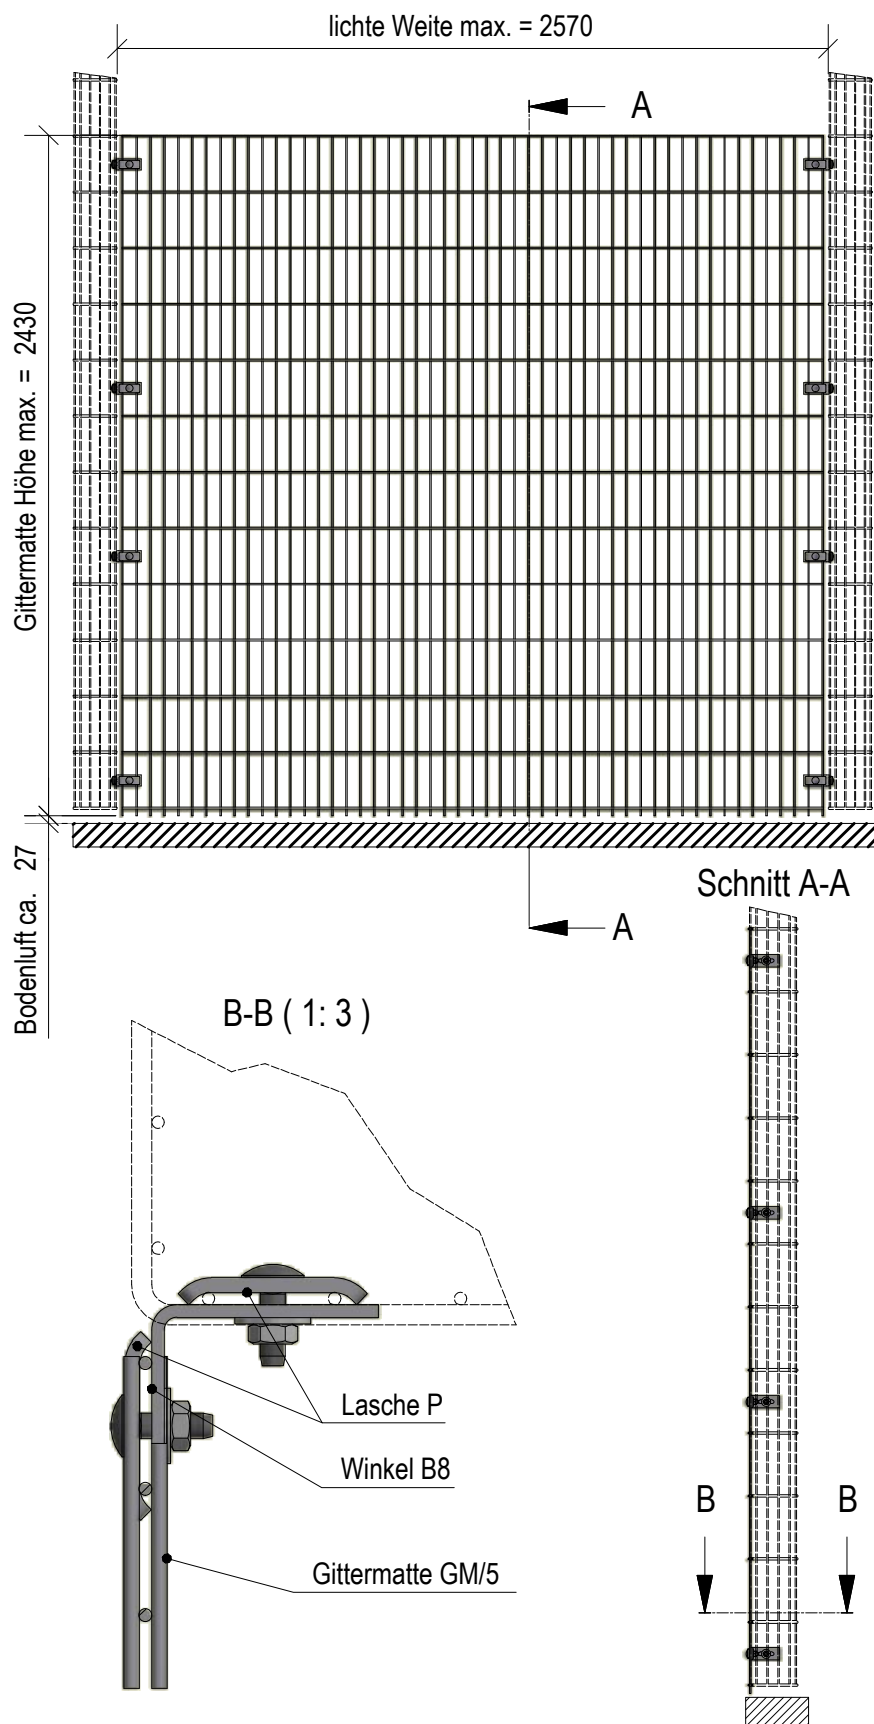 lichte Weite max. = 2570
A
Gittermatte Höhe max. = 2430
Bodenluft ca. 27
A
Schnitt A-A
B-B ( 1: 3 )
Lasche P
Winkel B8
Gittermatte GM/5
B
B